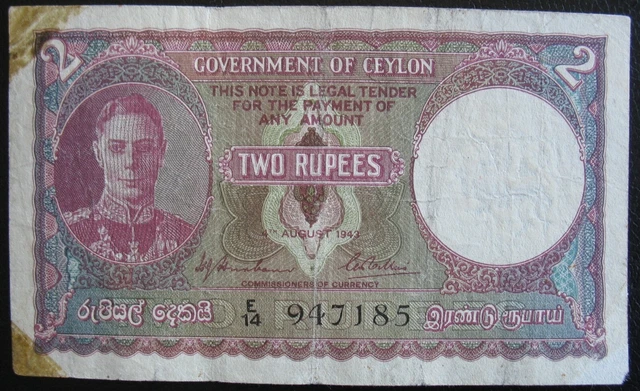 2
2
GOVERNMENT OF CEYLON
THIS NOTE IS LEGAL TENDER
FOR THE PAYMENT OF
ANY AMOUNT
TWO RUPEES
4TH AUGUST 1943
COMMISSIONERS OF CURRENCY
රුපියල් දෙකයි
E/14 947185
இரண்டு ரூபாய்